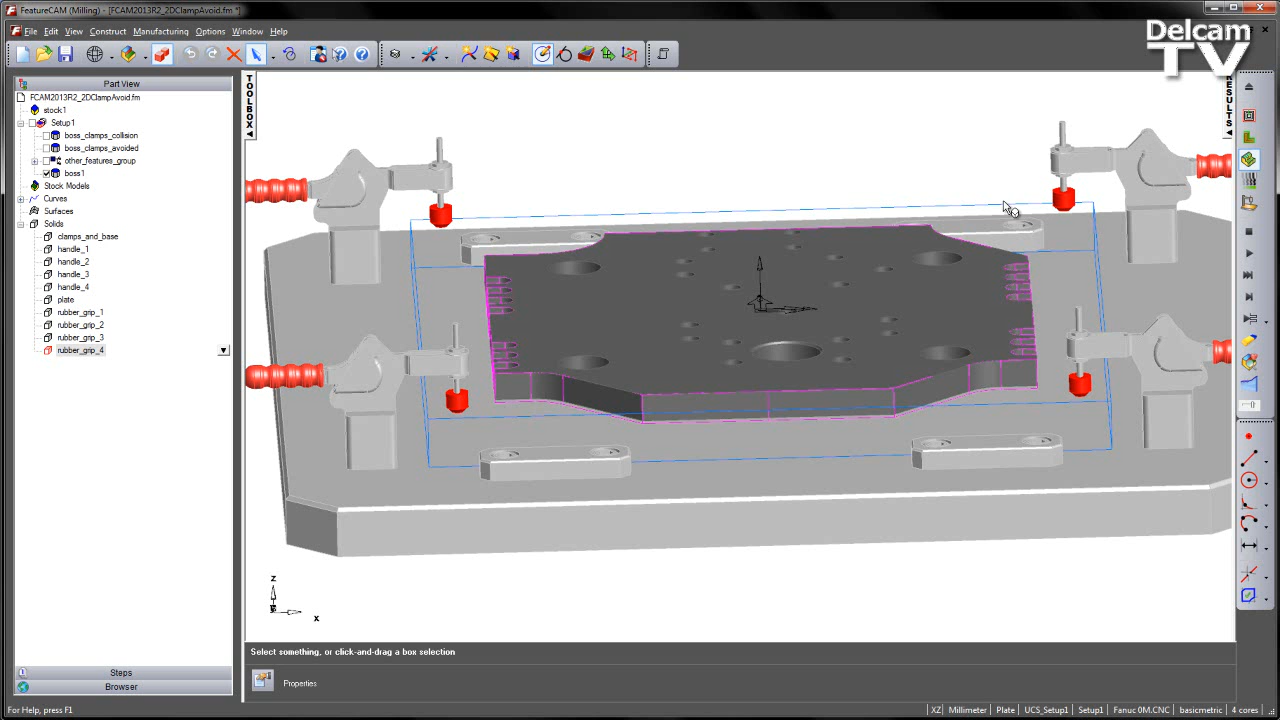 FeatureCAM (Milling) - [FCAM2013R2_2DClampAvoid.fm *]
File Edit View Construct Manufacturing Options Window Help
Delcam
TV
Part View
FCAM2013R2_2DClampAvoid.fm
stock1
Setup1
boss_clamps_collision
boss_clamps_avoided
other_features_group
boss1
Stock Models
Curves
Surfaces
Solids
clamps_and_base
handle_1
handle_2
handle_3
handle_4
plate
rubber_grip_1
rubber_grip_2
rubber_grip_3
rubber_grip_4
TOOLBOX
RESULTS
Z
X
Steps
Browser
Select something, or click-and-drag a box selection
Properties
For Help, press F1
XZ Millimeter Plate UCS_Setup1 Setup1 Fanuc 0M.CNC basicmetric 4 cores